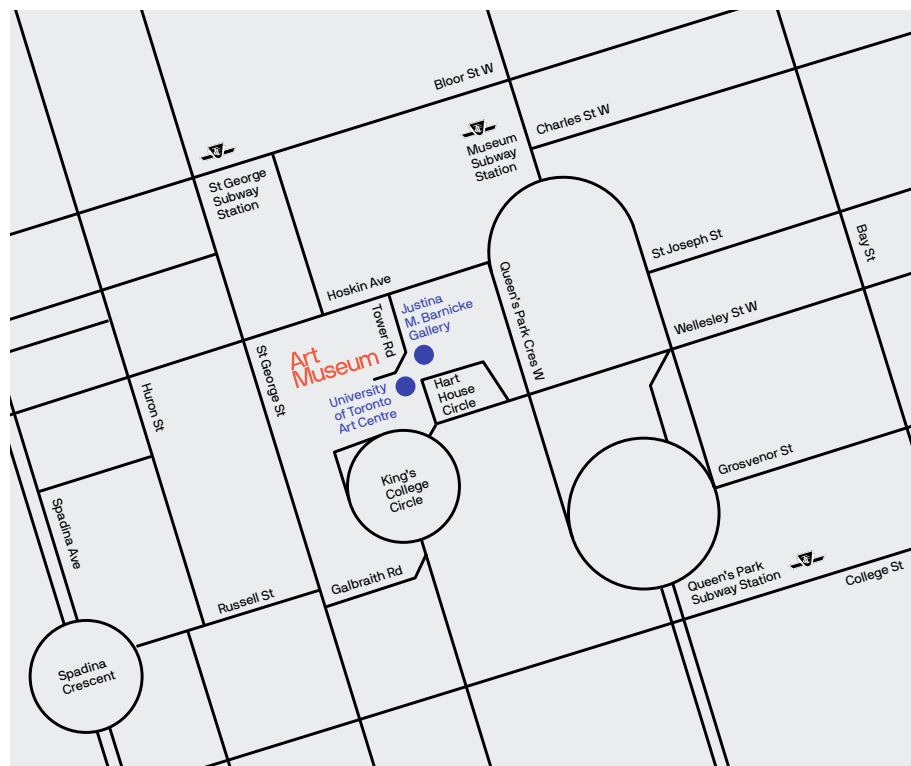 Bloor St W
Charles St W
Museum
Subway
Station
St George
Subway
Station
St Joseph St
Bay St
Hoskin Ave
Queen's Park Cres W
Justina
M. Barnicke
Gallery
Tower Rd
Wellesley St W
Art
Museum
St George St
Hart
House
Circle
University
of Toronto
Art Centre
Huron St
King's
College
Circle
Grosvenor St
Spadina Ave
Queen's Park
Subway Station
College St
Galbraith Rd
Russell St
Spadina
Crescent